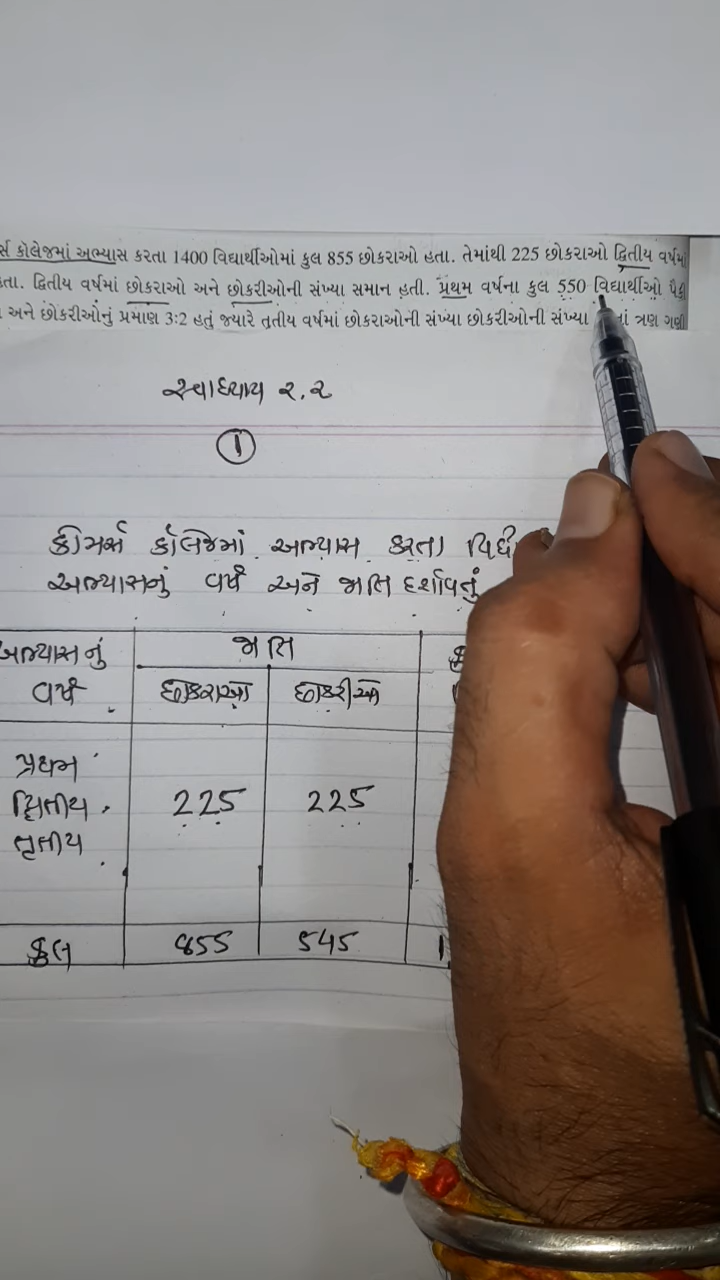 ર્સ કૉલેજમાં અભ્યાસ કરતા 1400 વિદ્યાર્થીઓમાં કુલ 855 છોકરાઓ હતા. તેમાંથી 225 છોકરાઓ દ્વિતીય વર્ષમાં
તા. દ્વિતીય વર્ષમાં છોકરાઓ અને છોકરીઓની સંખ્યા સમાન હતી. પ્રથમ વર્ષના કુલ 550 વિદ્યાર્થીઓ પૈકી
અને છોકરીઓનું પ્રમાણ 3:2 હતું જ્યારે તૃતીય વર્ષમાં છોકરાઓની સંખ્યા છોકરીઓની સંખ્યા ત્રણ ગણી
સ્વાધ્યાય ૨.૨
1
કોમર્સ કૉલેજમાં અભ્યાસ કરતા
અભ્યાસનું વર્ષ અને જાતિ દર્શાવતું
અભ્યાસનું જાતિ
વર્ષ છોકરાઓ છોકરીઓ
પ્રથમ
દ્વિતીય 225 225
તૃતીય
કુલ 855 545